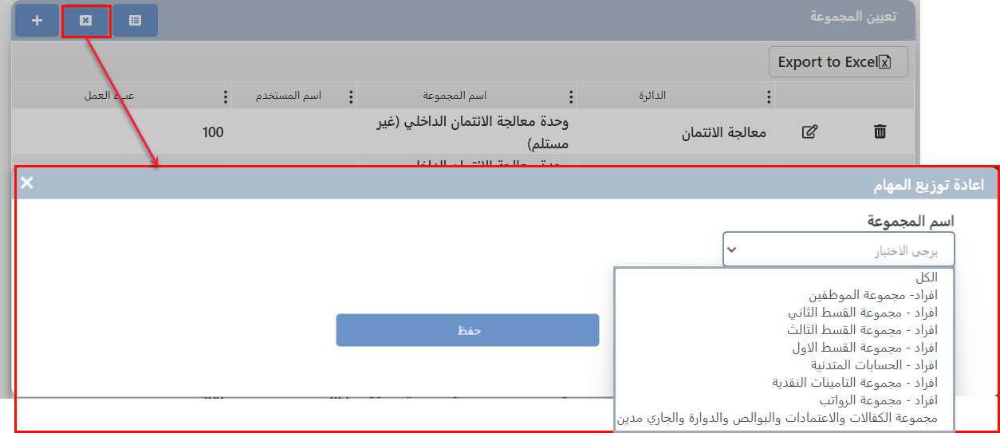 تعيين المجموعة
Export to Excel
الدائرة
اسم المجموعة
اسم المستخدم
عبء العمل
معالجة الائتمان
وحدة معالجة الائتمان الداخلي (غير
مستلم)
100
اعادة توزيع المهام
اسم المجموعة
يرجى الاختيار
الكل
افراد- مجموعة الموظفين
افراد - مجموعة القسط الثاني
افراد - مجموعة القسط الثالث
افراد - مجموعة القسط الاول
افراد - الحسابات المتدنية
افراد - مجموعة التامينات النقدية
افراد - مجموعة الرواتب
مجموعة الكفالات والاعتمادات والبوالص والدوارة والجاري مدين
حفظ